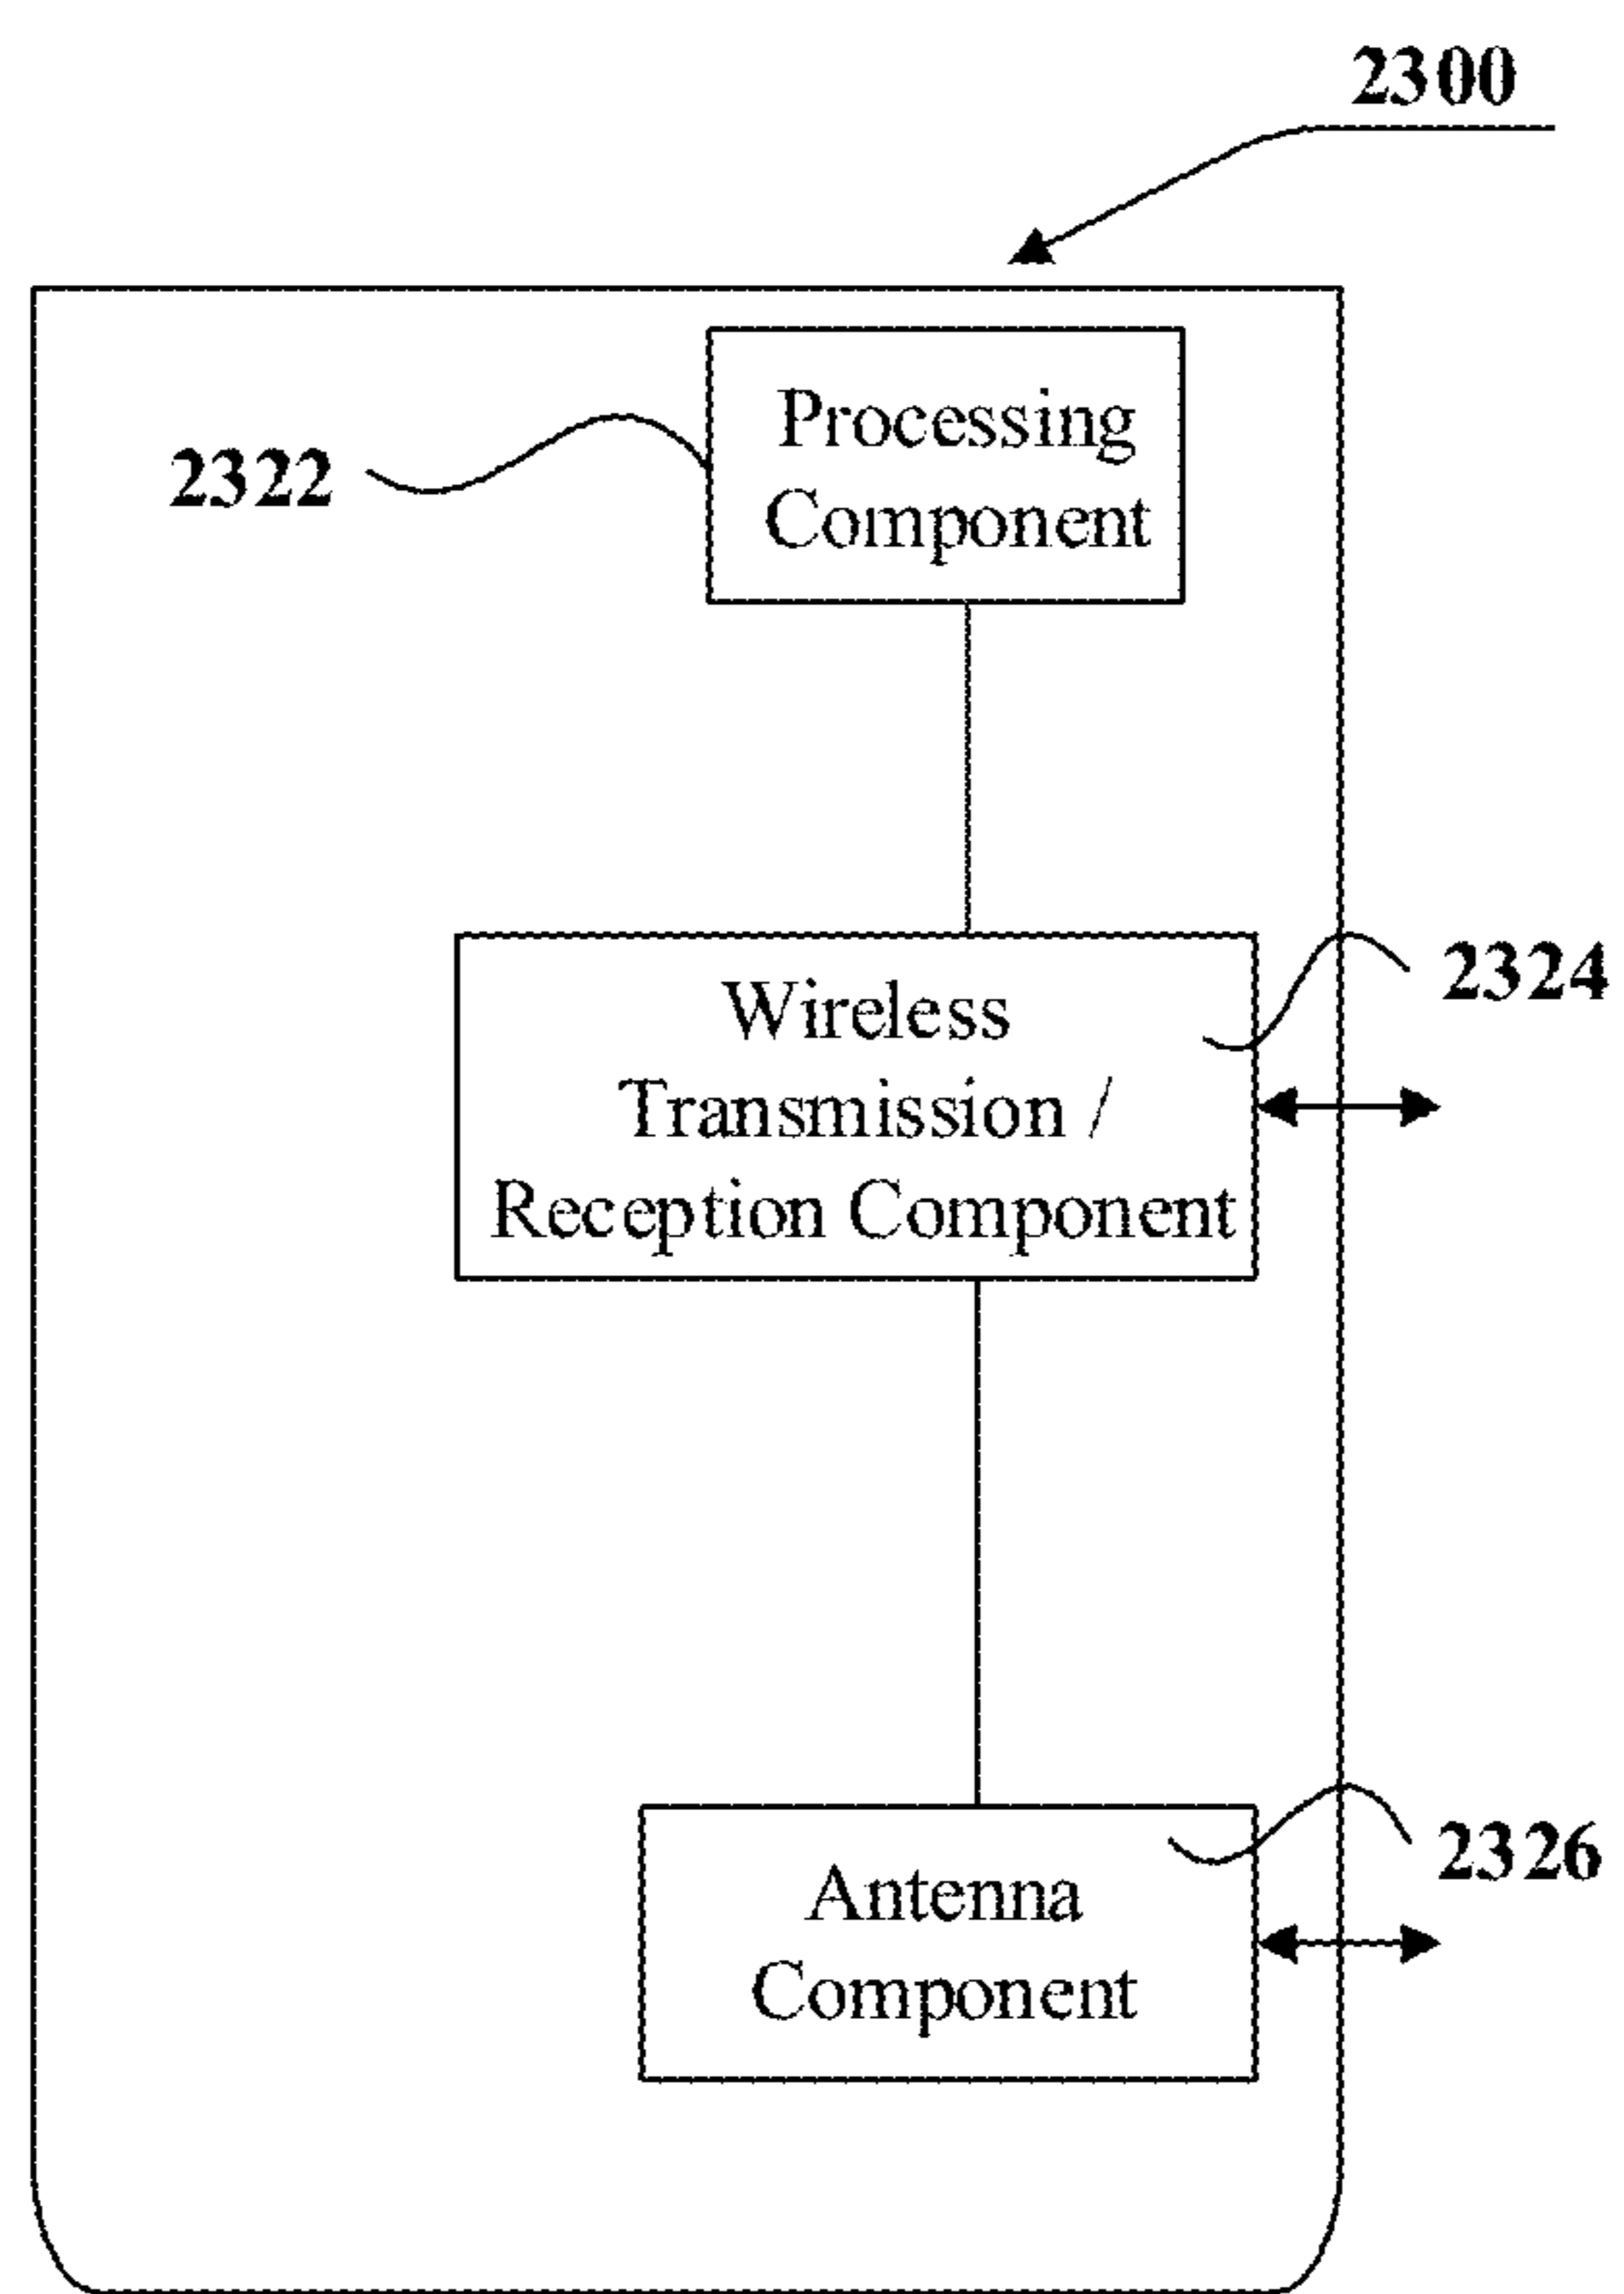 2300
Processing
2322
Component
Wireless
2324
Transmission /
Reception Component
2326
Antenna
Component